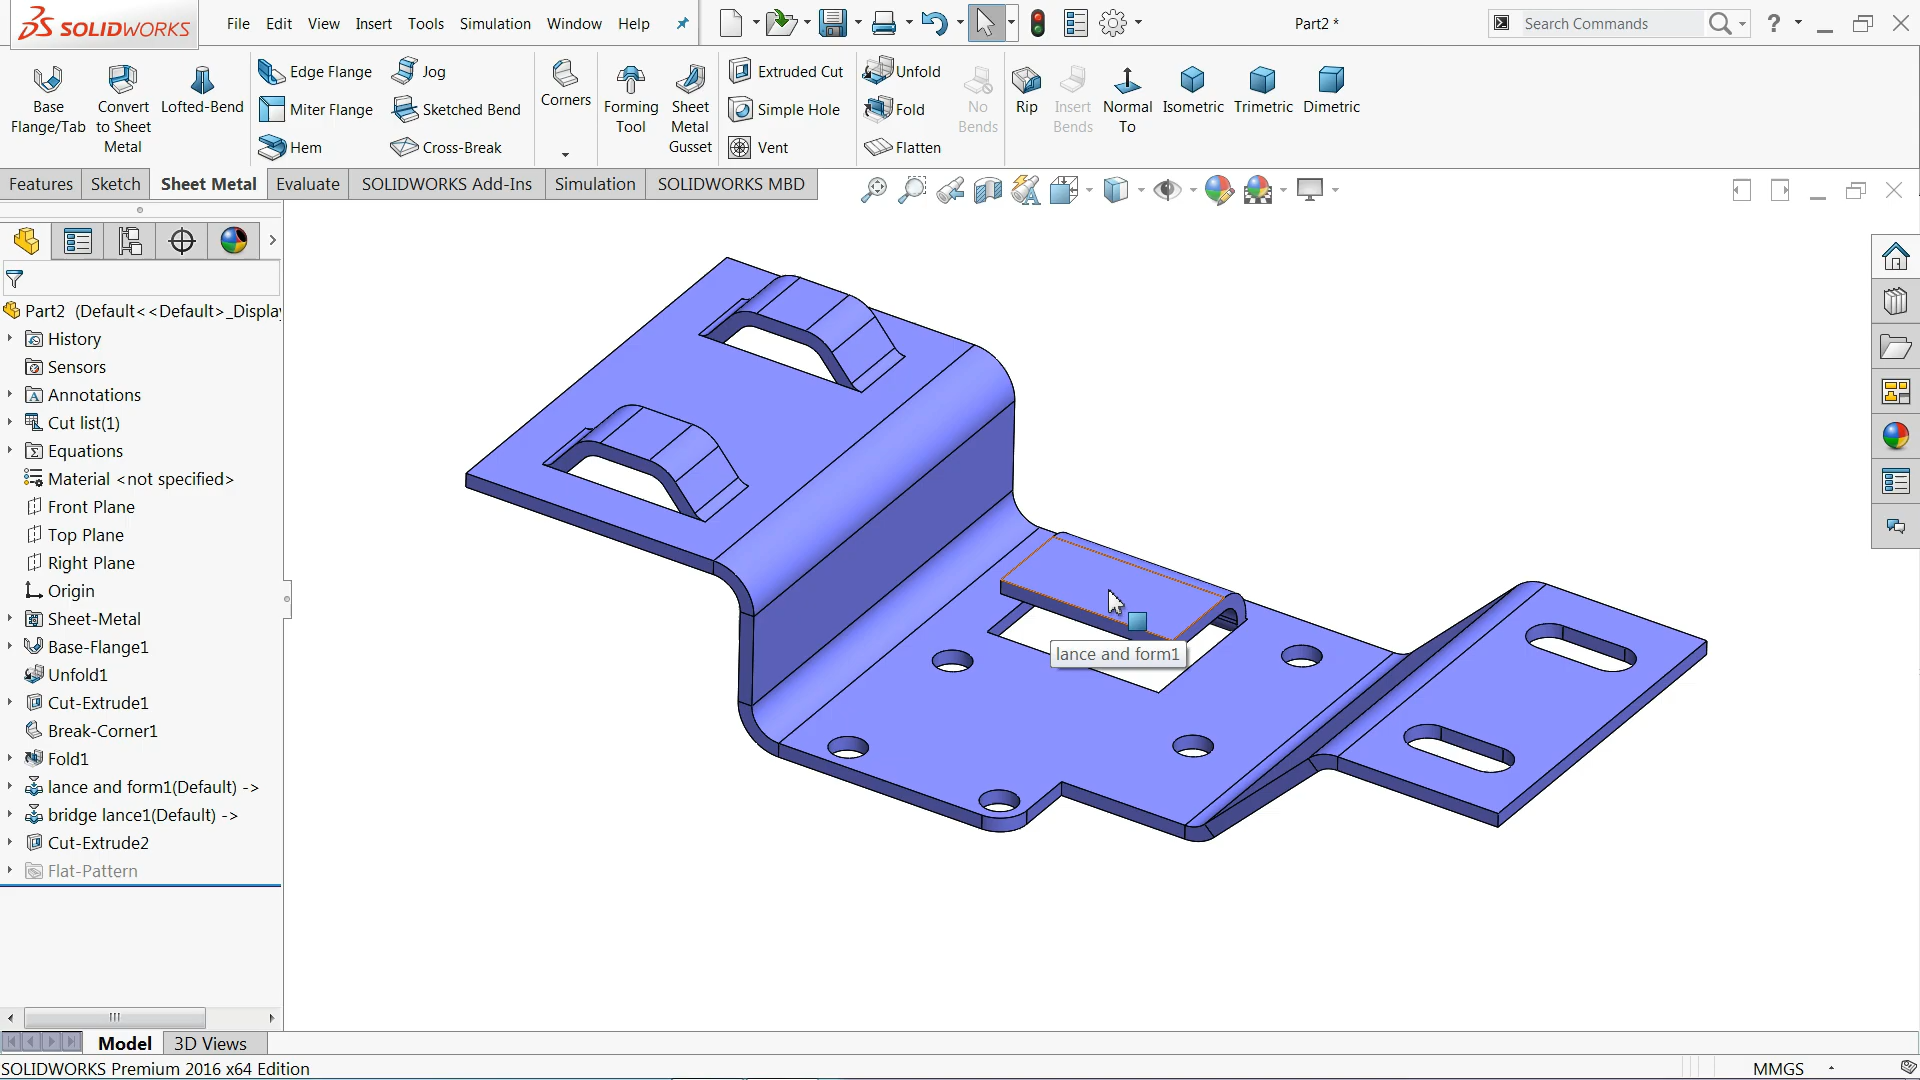 SOLIDWORKS File Edit View Insert Tools Simulation Window Help Part2 * Search Commands ?
Base Flange/Tab
Convert to Sheet Metal
Lofted-Bend
Edge Flange
Miter Flange
Hem
Jog
Sketched Bend
Cross-Break
Corners
Forming Tool
Sheet Metal Gusset
Extruded Cut
Simple Hole
Vent
Unfold
Fold
Flatten
No Bends
Rip
Insert Bends
Normal To
Isometric
Trimetric
Dimetric
Features Sketch Sheet Metal Evaluate SOLIDWORKS Add-Ins Simulation SOLIDWORKS MBD
Part2 (Default<<Default>_Display
History
Sensors
Annotations
Cut list(1)
Equations
Material <not specified>
Front Plane
Top Plane
Right Plane
Origin
Sheet-Metal
Base-Flange1
Unfold1
Cut-Extrude1
Break-Corner1
Fold1
lance and form1(Default) ->
bridge lance1(Default) ->
Cut-Extrude2
Flat-Pattern
lance and form1
Model 3D Views
SOLIDWORKS Premium 2016 x64 Edition MMGS